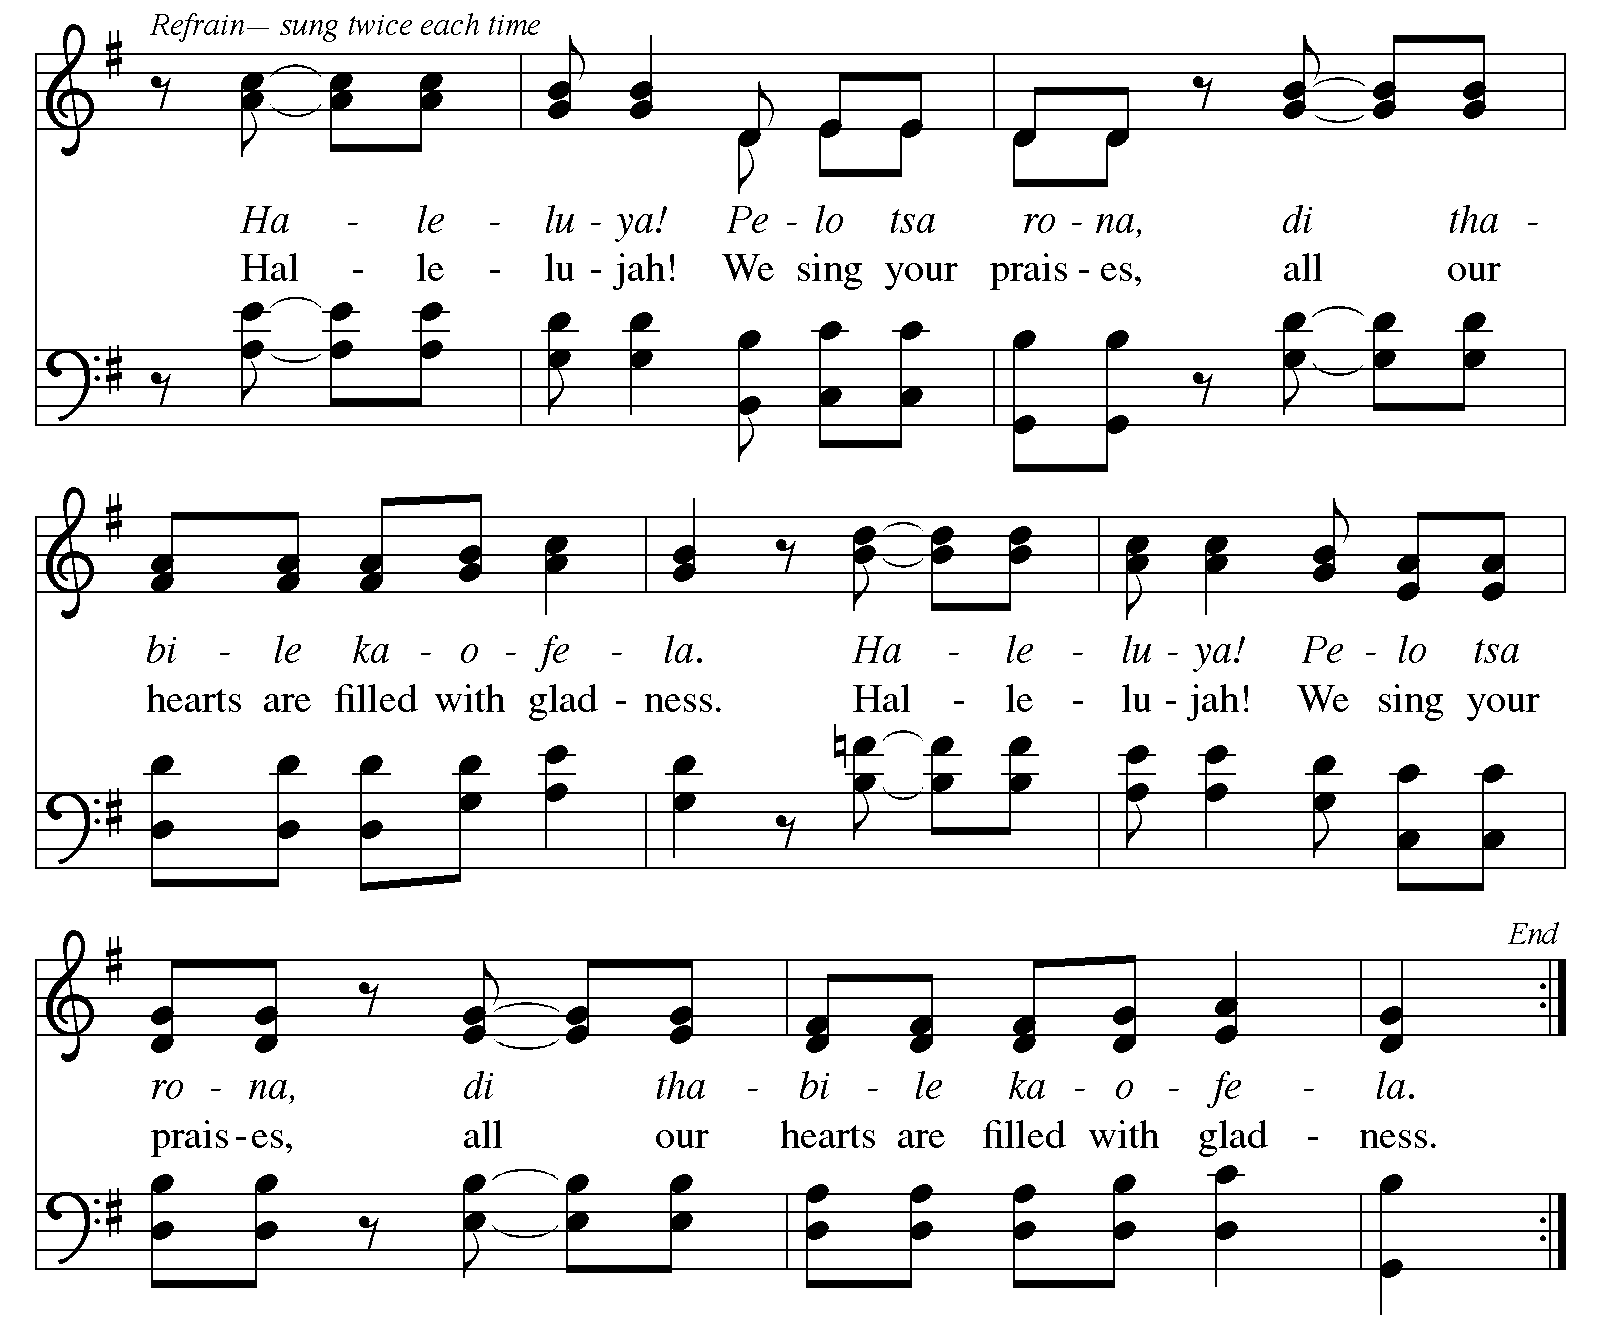 Refrain— sung twice each time
Ha - le - lu - ya! Pe - lo tsa ro - na, di tha -
Hal - le - lu - jah! We sing your prais - es, all our
bi - le ka - o - fe - la. Ha - le - lu - ya! Pe - lo tsa
hearts are filled with glad - ness. Hal - le - lu - jah! We sing your
End
ro - na, di tha - bi - le ka - o - fe - la.
prais - es, all our hearts are filled with glad - ness.